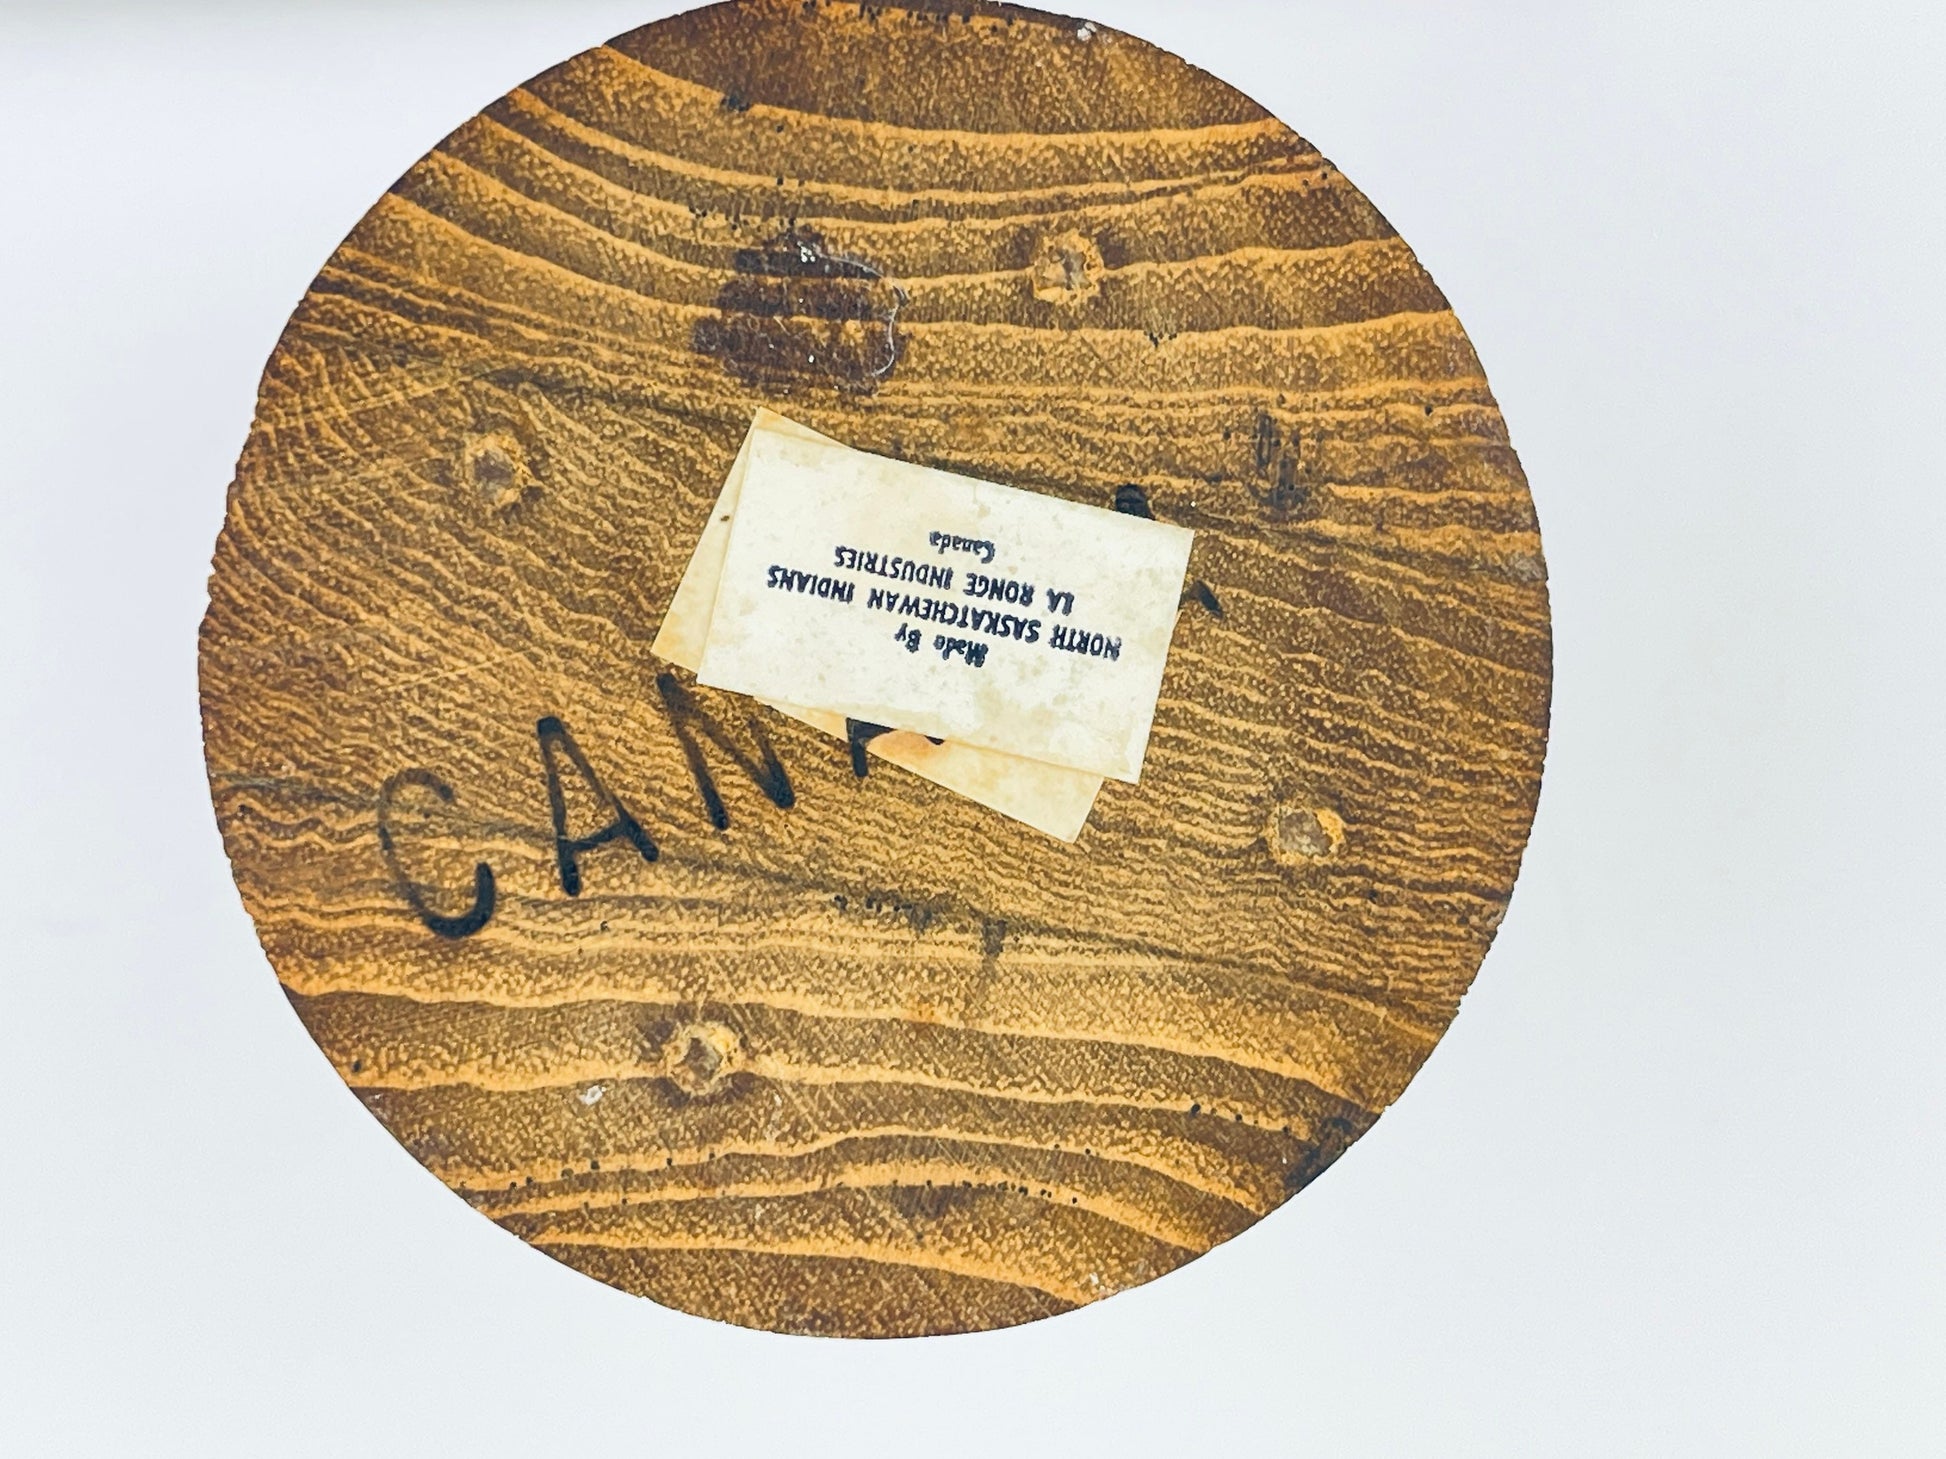 Made By
NORTH SASKATCHEWAN INDIANS
LA RONGE INDUSTRIES
Canada
CAN